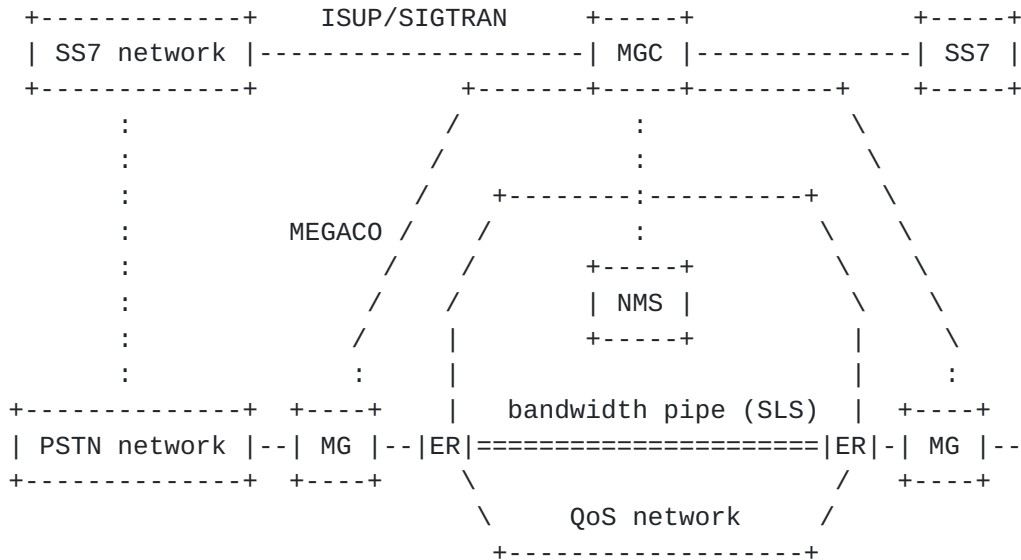 ISUP/SIGTRAN
SS7 network MGC SS7
MEGACO
NMS
bandwidth pipe (SLS)
PSTN network MG ER ER MG
QoS network